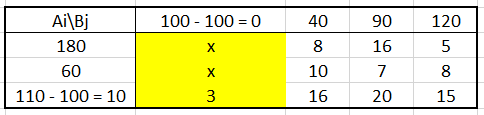 Ai\Bj 100 - 100 = 0 40 90 120
180 x 8 16 5
60 x 10 7 8
110 - 100 = 10 3 16 20 15